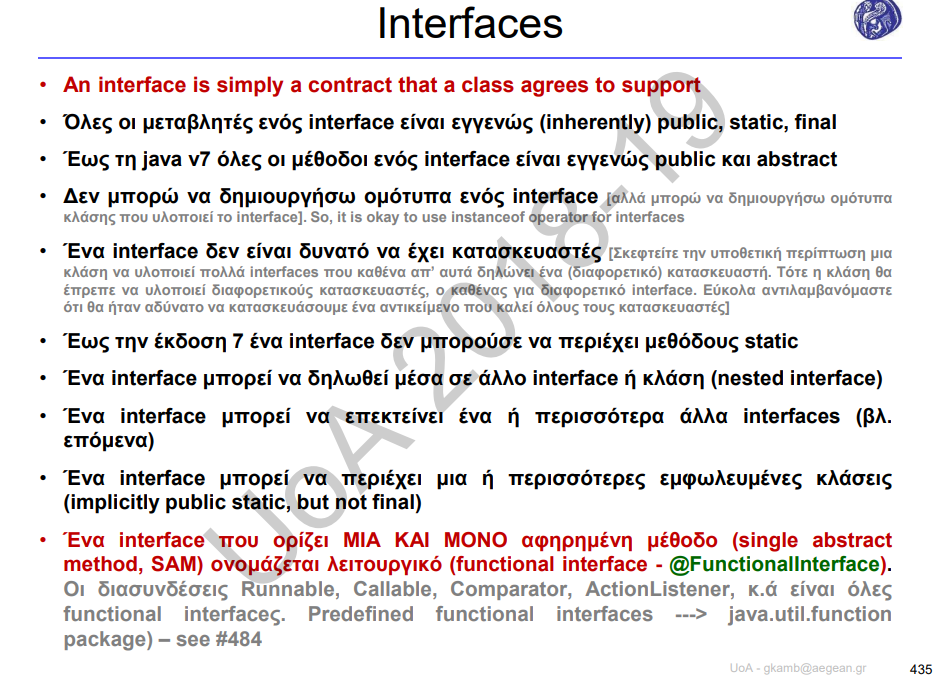 Interfaces
• An interface is simply a contract that a class agrees to support
• Όλες οι μεταβλητές ενός interface είναι εγγενώς (inherently) public, static, final
• Έως τη java v7 όλες οι μέθοδοι ενός interface είναι εγγενώς public και abstract
• Δεν μπορώ να δημιουργήσω ομότυπα ενός interface [αλλά μπορώ να δημιουργήσω ομότυπα
κλάσης που υλοποιεί το interface]. So, it is okay to use instanceof operator for interfaces
• Ένα interface δεν είναι δυνατό να έχει κατασκευαστές [Σκεφτείτε την υποθετική περίπτωση μια
κλάση να υλοποιεί πολλά interfaces που καθένα απ’ αυτά δηλώνει ένα (διαφορετικό) κατασκευαστή. Τότε η κλάση θα
έπρεπε να υλοποιεί διαφορετικούς κατασκευαστές, ο καθένας για διαφορετικό interface. Εύκολα αντιλαμβανόμαστε
ότι θα ήταν αδύνατο να κατασκευάσουμε ένα αντικείμενο που καλεί όλους τους κατασκευαστές]
• Έως την έκδοση 7 ένα interface δεν μπορούσε να περιέχει μεθόδους static
• Ένα interface μπορεί να δηλωθεί μέσα σε άλλο interface ή κλάση (nested interface)
• Ένα interface μπορεί να επεκτείνει ένα ή περισσότερα άλλα interfaces (βλ.
επόμενα)
• Ένα interface μπορεί να περιέχει μια ή περισσότερες εμφωλευμένες κλάσεις
(implicitly public static, but not final)
• Ένα interface που ορίζει ΜΙΑ ΚΑΙ ΜΟΝΟ αφηρημένη μέθοδο (single abstract
method, SAM) ονομάζεται λειτουργικό (functional interface - @FunctionalInterface).
Οι διασυνδέσεις Runnable, Callable, Comparator, ActionListener, κ.ά είναι όλες
functional interfaceς. Predefined functional interfaces ---> java.util.function
package) – see #484
UoA 2018-19
UoA - gkamb@aegean.gr
435